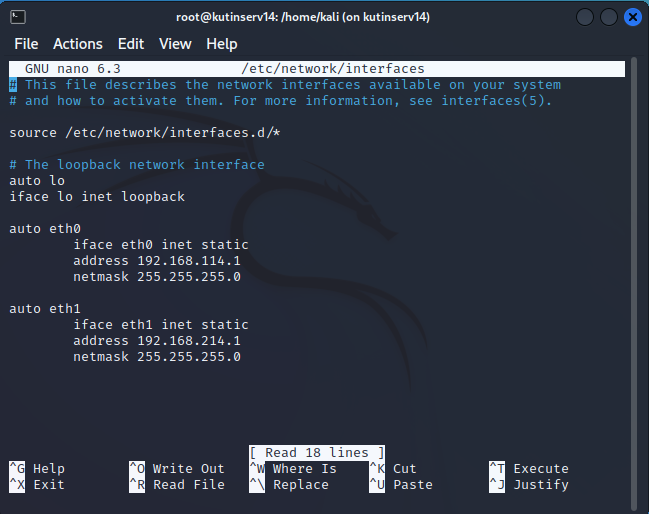 root@kutinserv14: /home/kali (on kutinserv14)
File Actions Edit View Help
GNU nano 6.3 /etc/network/interfaces
# This file describes the network interfaces available on your system
# and how to activate them. For more information, see interfaces(5).
source /etc/network/interfaces.d/*
# The loopback network interface
auto lo
iface lo inet loopback
auto eth0
iface eth0 inet static
address 192.168.114.1
netmask 255.255.255.0
auto eth1
iface eth1 inet static
address 192.168.214.1
netmask 255.255.255.0
[ Read 18 lines ]
^G Help ^O Write Out ^W Where Is ^K Cut ^T Execute
^X Exit ^R Read File ^\ Replace ^U Paste ^J Justify